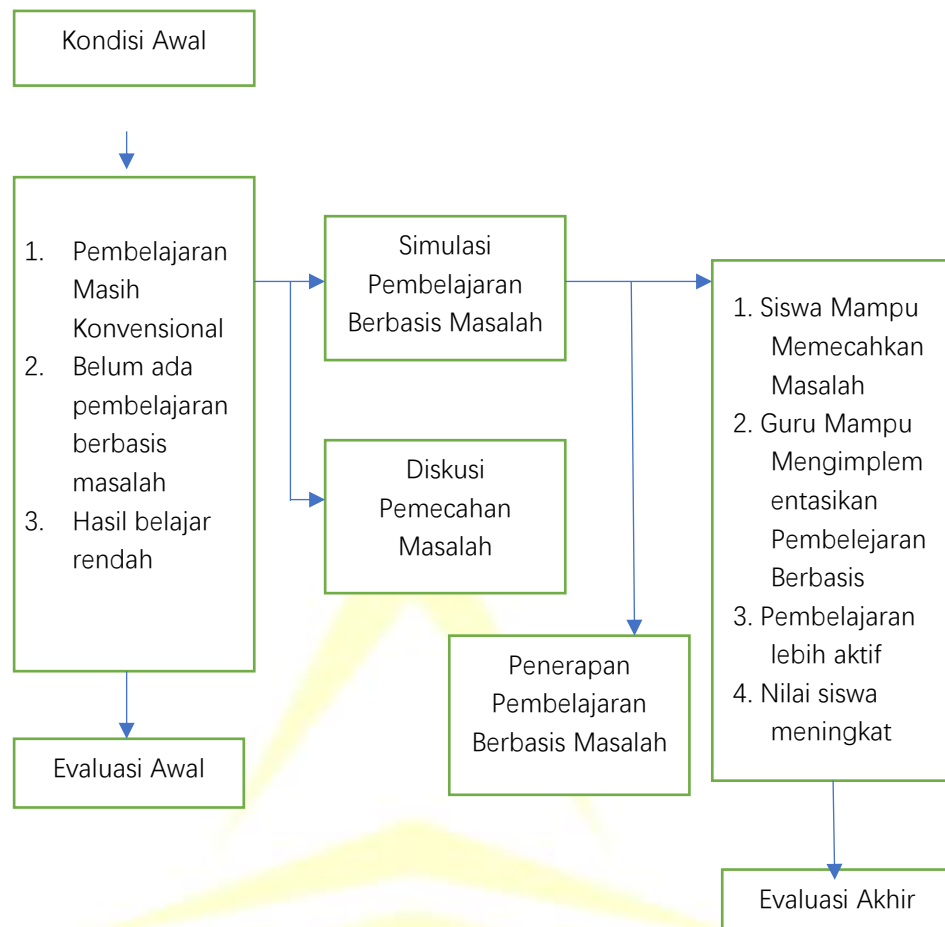 Kondisi Awal
1. Pembelajaran
Masih
Konvensional
2. Belum ada
pembelajaran
berbasis
masalah
3. Hasil belajar
rendah
Evaluasi Awal
Simulasi
Pembelajaran
Berbasis Masalah
Diskusi
Pemecahan
Masalah
Penerapan
Pembelajaran
Berbasis Masalah
1. Siswa Mampu
Memecahkan
Masalah
2. Guru Mampu
Mengimplem
entasikan
Pembelejaran
Berbasis
3. Pembelajaran
lebih aktif
4. Nilai siswa
meningkat
Evaluasi Akhir